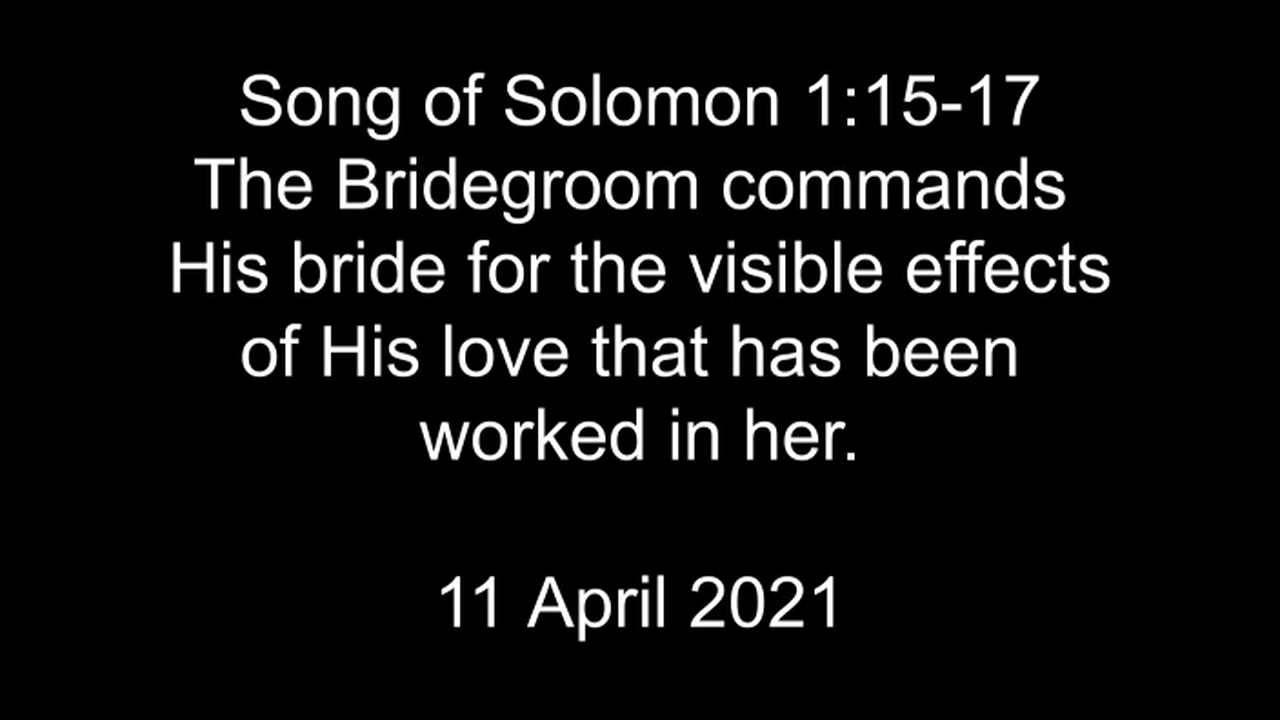 Song of Solomon 1:15-17
The Bridegroom commands
His bride for the visible effects
of His love that has been
worked in her.
11 April 2021